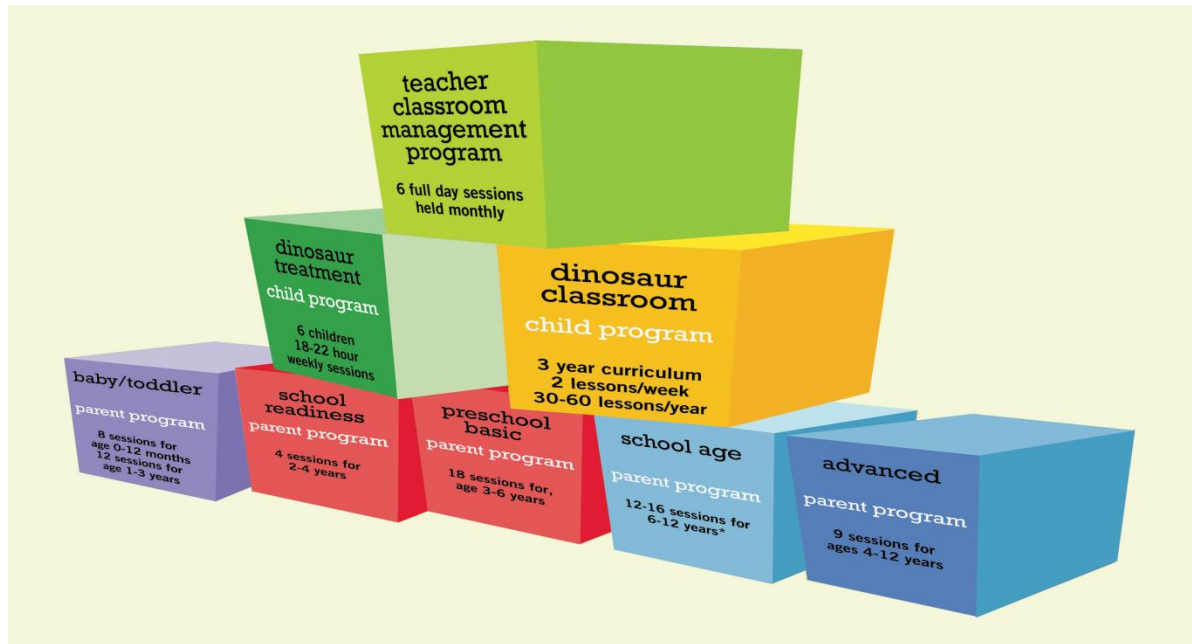 teacher
classroom
management
program
6 full day sessions
held monthly
dinosaur
treatment
child program
6 children
18-22 hour
weekly sessions
dinosaur
classroom
child program
3 year curriculum
2 lessons/week
30-60 lessons/year
baby/toddler
parent program
8 sessions for
age 0-12 months
12 sessions for
age 1-3 years
school
readiness
parent program
4 sessions for
2-4 years
preschool
basic
parent program
18 sessions for,
age 3-6 years
school age
parent program
12-16 sessions for
6-12 years*
advanced
parent program
9 sessions for
ages 4-12 years